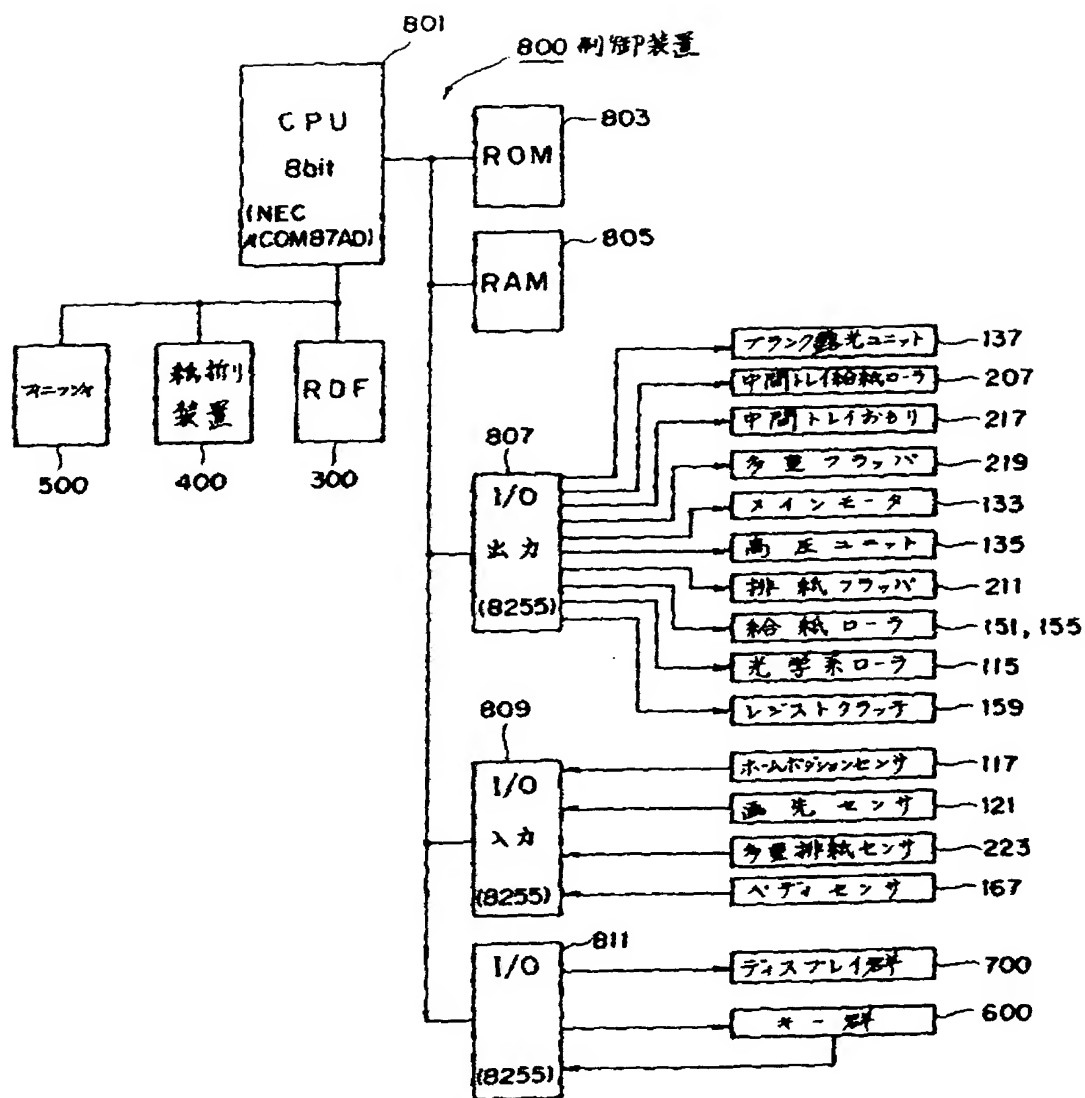 801
800 制御装置
CPU
8bit
(NEC
μCOM87AD)
ROM
803
RAM
805
フィニッシャ
500
紙折り
装置
400
RDF
300
807
I/O
出力
(8255)
ブランク露光ユニット
137
中間トレイ給紙ローラ
207
中間トレイおもり
217
多重フラッパ
219
メインモータ
133
高圧ユニット
135
排紙フラッパ
211
給紙ローラ
151, 155
光学系ローラ
115
レジストクラッチ
159
809
I/O
入力
(8255)
ホームポジションセンサ
117
画先センサ
121
多重排紙センサ
223
ペディセンサ
167
811
I/O
(8255)
ディスプレイ群
700
キー群
600